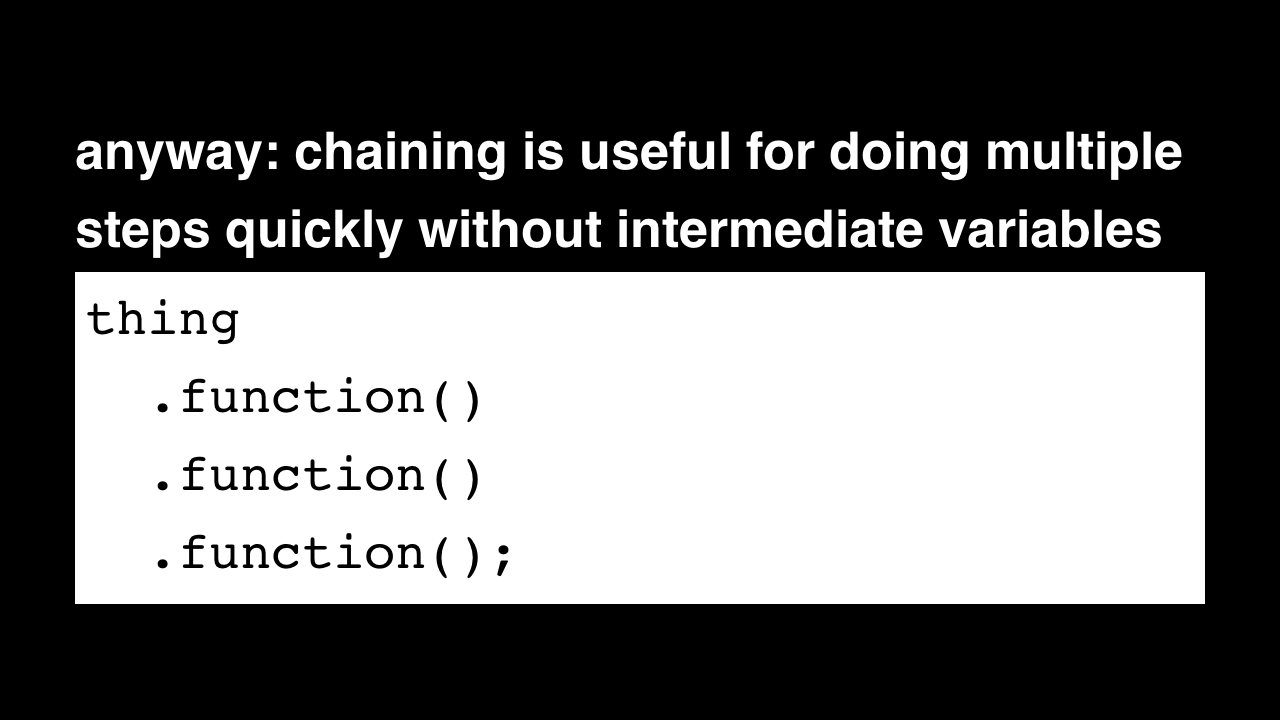 anyway: chaining is useful for doing multiple
steps quickly without intermediate variables
thing
  .function()
  .function()
  .function();